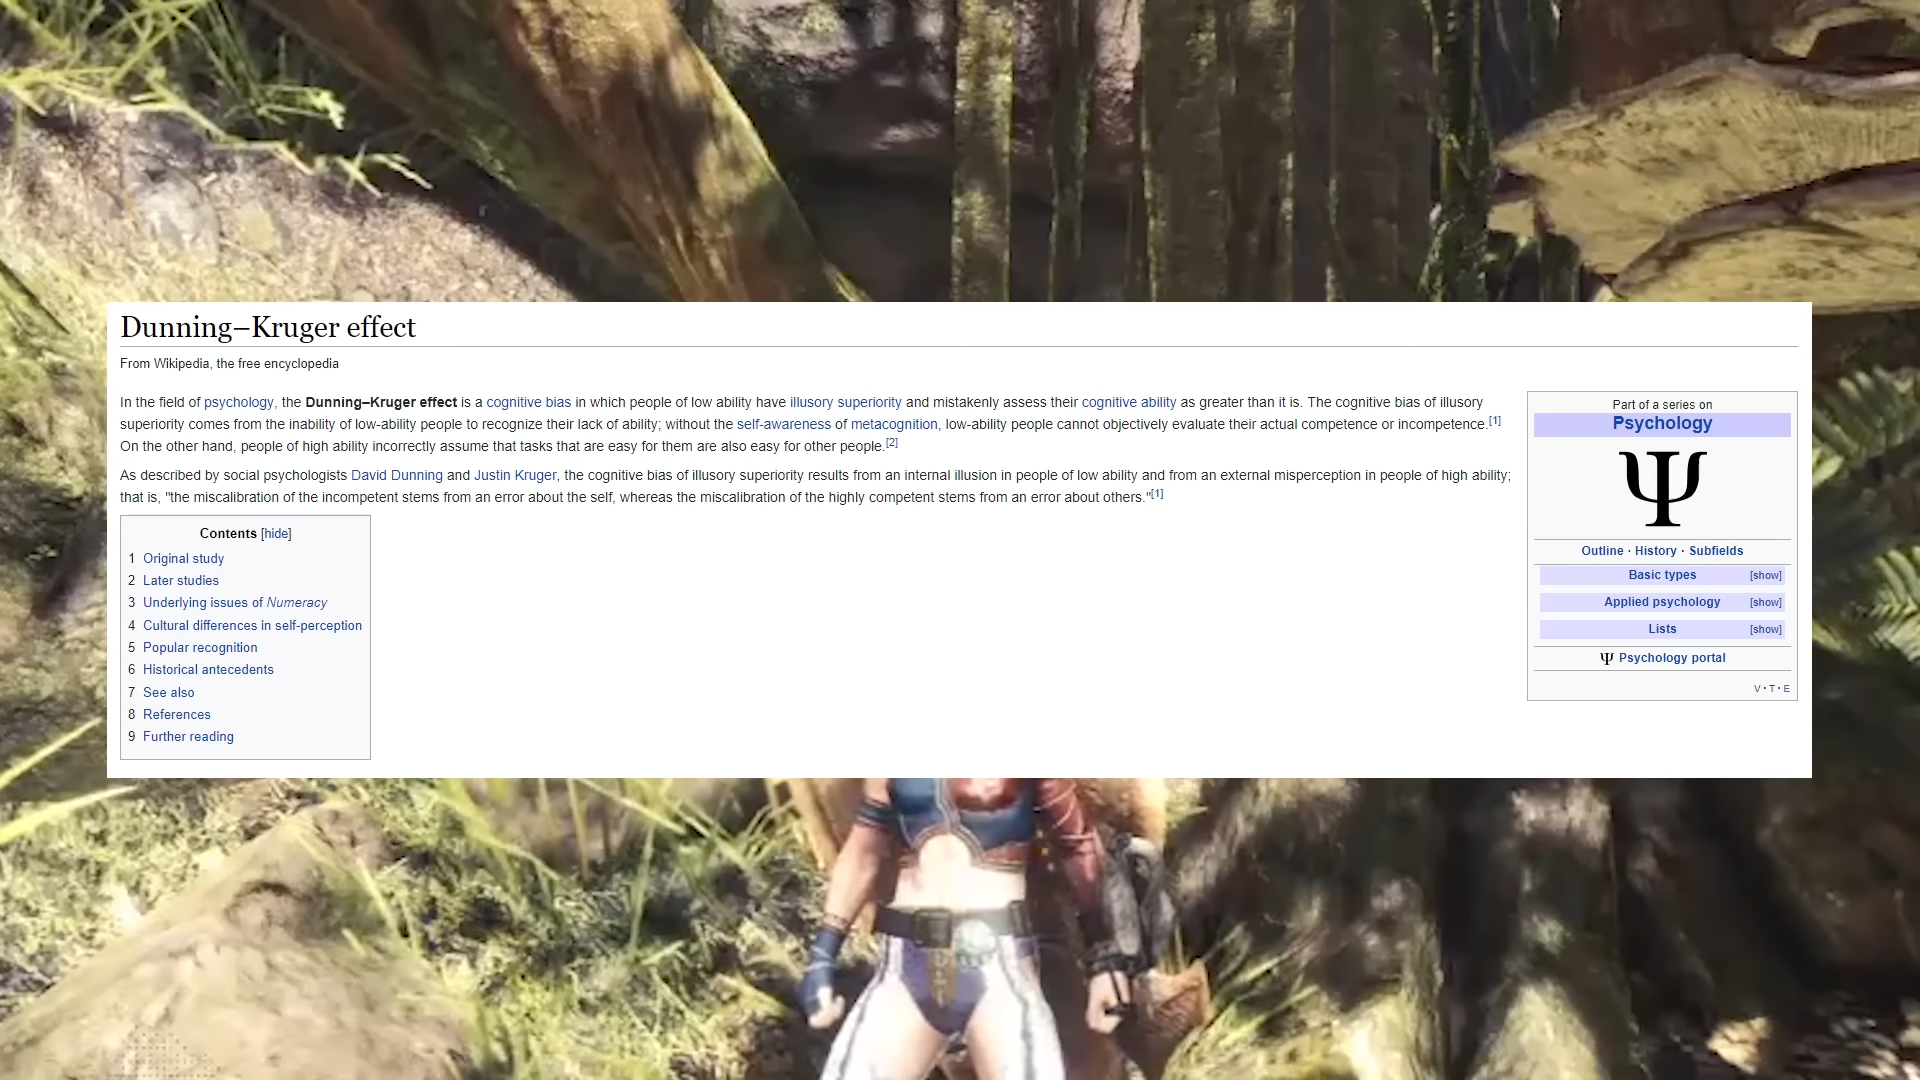 Dunning–Kruger effect
From Wikipedia, the free encyclopedia
In the field of psychology, the Dunning–Kruger effect is a cognitive bias in which people of low ability have illusory superiority and mistakenly assess their cognitive ability as greater than it is. The cognitive bias of illusory
superiority comes from the inability of low-ability people to recognize their lack of ability; without the self-awareness of metacognition, low-ability people cannot objectively evaluate their actual competence or incompetence.[1]
On the other hand, people of high ability incorrectly assume that tasks that are easy for them are also easy for other people.[2]
As described by social psychologists David Dunning and Justin Kruger, the cognitive bias of illusory superiority results from an internal illusion in people of low ability and from an external misperception in people of high ability;
that is, "the miscalibration of the incompetent stems from an error about the self, whereas the miscalibration of the highly competent stems from an error about others."[1]
Contents [hide]
1 Original study
2 Later studies
3 Underlying issues of Numeracy
4 Cultural differences in self-perception
5 Popular recognition
6 Historical antecedents
7 See also
8 References
9 Further reading
Part of a series on
Psychology
Ψ
Outline · History · Subfields
Basic types [show]
Applied psychology [show]
Lists [show]
Ψ Psychology portal
V · T · E